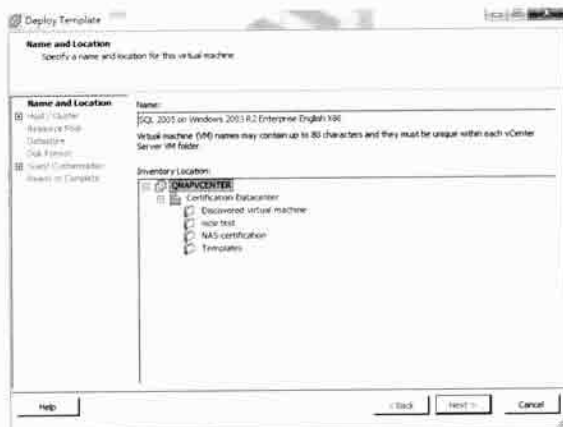 Deploy Template
Name and Location
Specify a name and location for this virtual machine
Name and Location
Host / Cluster
Resource Pool
Datastore
Disk Format
Guest Customization
Ready to Complete
Name:
SQL 2005 on Windows 2003 R2 Enterprise English X86
Virtual machine (VM) names may contain up to 80 characters and they must be unique within each vCenter
Server VM folder.
Inventory Location:
QNAPVCENTER
Certification-Datacenter
Discovered virtual machine
NAS-certification
Templates
Help
< Back
Next >
Cancel